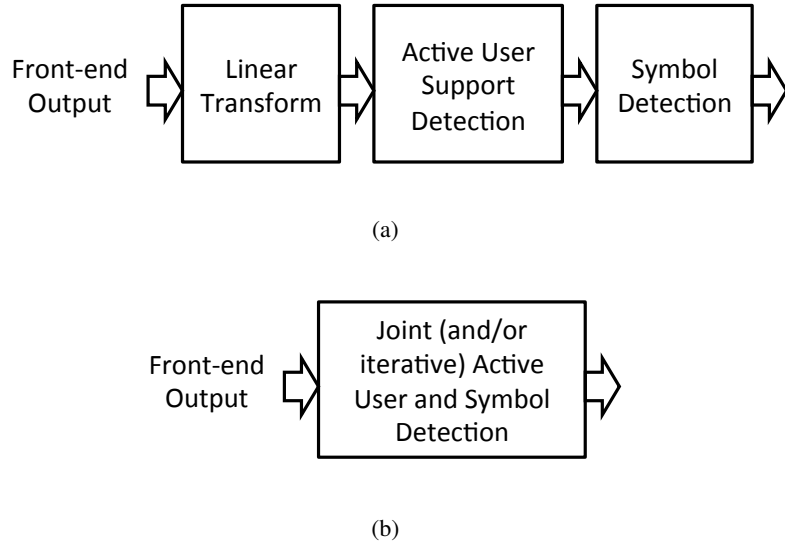 Front-end
Output
Linear
Transform
Active User
Support
Detection
Symbol
Detection
(a)
Front-end
Output
Joint (and/or
iterative) Active
User and Symbol
Detection
(b)